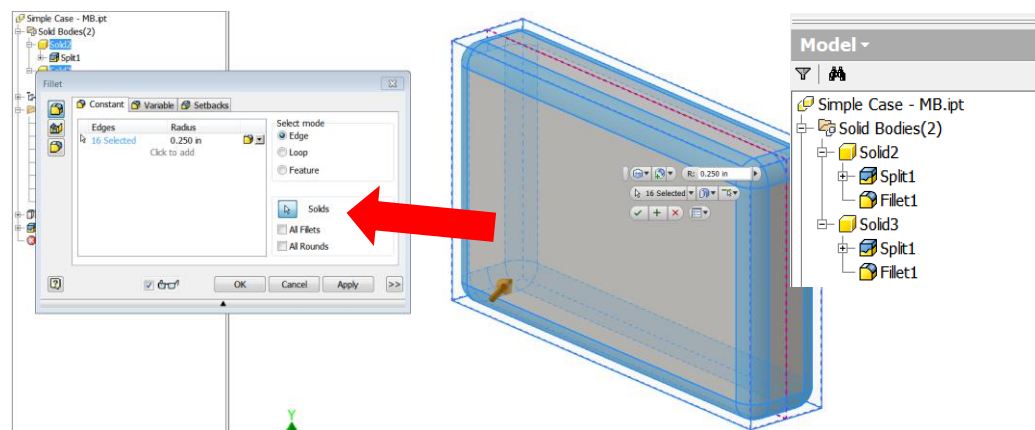 Simple Case - MB.ipt
Solid Bodies(2)
Solid2
Split1
Fillet
Constant
Variable
Setbacks
Edges Radius
16 Selected 0.250 in
Click to add
Select mode
Edge
Loop
Feature
Solids
All Fillets
All Rounds
OK
Cancel
Apply
>>
Y
R: 0.250 in
16 Selected
Model
Simple Case - MB.ipt
Solid Bodies(2)
Solid2
Split1
Fillet1
Solid3
Split1
Fillet1